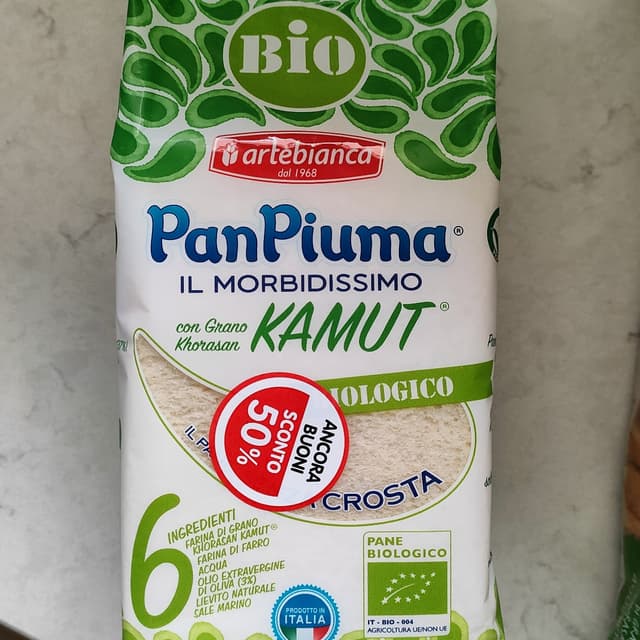 BIO
artebianca
dal 1968
PanPiuma®
IL MORBIDISSIMO
con Grano
Khorasan
KAMUT®
IOLOGICO
ANCORA
BUONI
SCONTO
50%
IL
CROSTA
6
INGREDIENTI
FARINA DI GRANO
KHORASAN KAMUT®
FARINA DI FARRO
ACQUA
OLIO EXTRAVERGINE
DI OLIVA (3%)
LIEVITO NATURALE
SALE MARINO
PRODOTTO IN
ITALIA
PANE
BIOLOGICO
IT - BIO - 004
AGRICOLTURA UE/NON UE